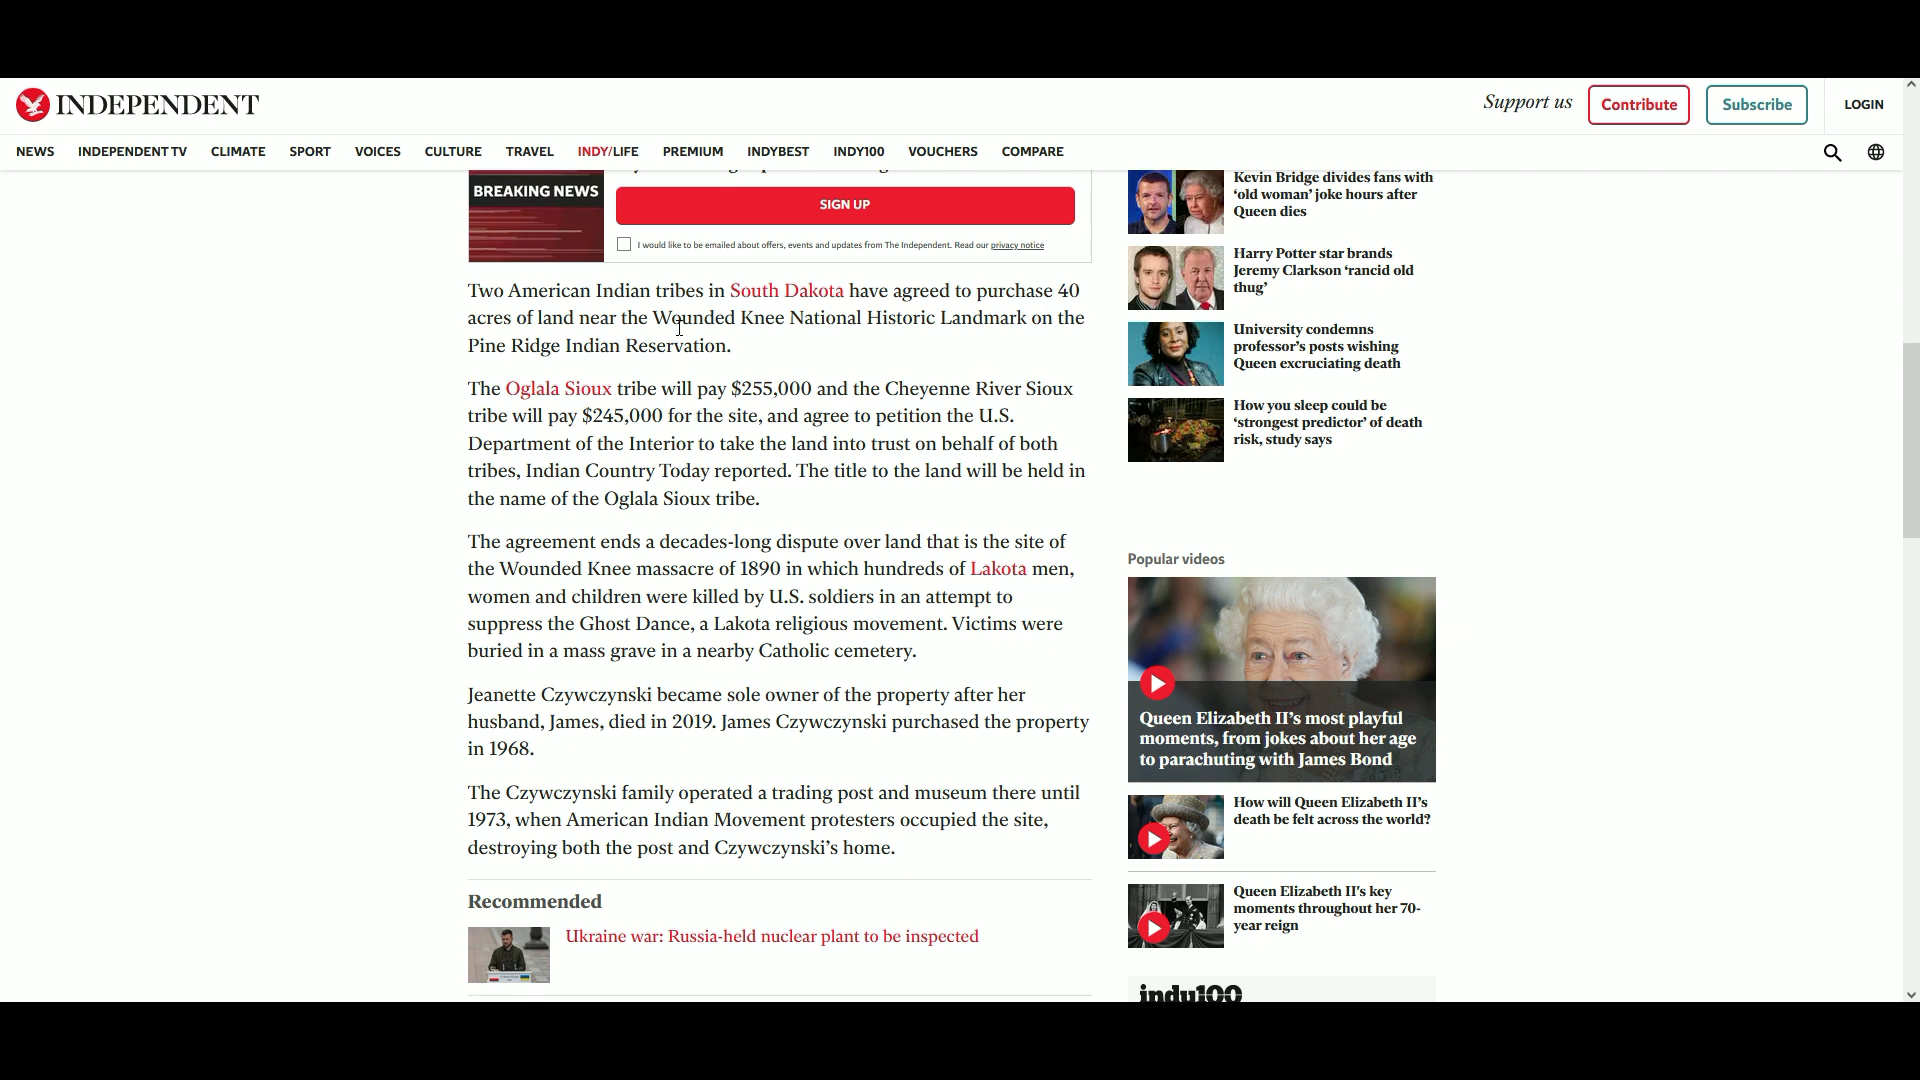 INDEPENDENT
Support us
Contribute
Subscribe
LOGIN
NEWS INDEPENDENT TV CLIMATE SPORT VOICES CULTURE TRAVEL INDY/LIFE PREMIUM INDYBEST INDY100 VOUCHERS COMPARE
BREAKING NEWS
SIGN UP
I would like to be emailed about offers, events and updates from The Independent. Read our privacy notice
Two American Indian tribes in South Dakota have agreed to purchase 40
acres of land near the Wounded Knee National Historic Landmark on the
Pine Ridge Indian Reservation.
The Oglala Sioux tribe will pay $255,000 and the Cheyenne River Sioux
tribe will pay $245,000 for the site, and agree to petition the U.S.
Department of the Interior to take the land into trust on behalf of both
tribes, Indian Country Today reported. The title to the land will be held in
the name of the Oglala Sioux tribe.
The agreement ends a decades-long dispute over land that is the site of
the Wounded Knee massacre of 1890 in which hundreds of Lakota men,
women and children were killed by U.S. soldiers in an attempt to
suppress the Ghost Dance, a Lakota religious movement. Victims were
buried in a mass grave in a nearby Catholic cemetery.
Jeanette Czywczynski became sole owner of the property after her
husband, James, died in 2019. James Czywczynski purchased the property
in 1968.
The Czywczynski family operated a trading post and museum there until
1973, when American Indian Movement protesters occupied the site,
destroying both the post and Czywczynski's home.
Recommended
Ukraine war: Russia-held nuclear plant to be inspected
Kevin Bridge divides fans with
‘old woman’ joke hours after
Queen dies
Harry Potter star brands
Jeremy Clarkson ‘rancid old
thug’
University condemns
professor’s posts wishing
Queen excruciating death
How you sleep could be
‘strongest predictor’ of death
risk, study says
Popular videos
Queen Elizabeth II’s most playful
moments, from jokes about her age
to parachuting with James Bond
How will Queen Elizabeth II’s
death be felt across the world?
Queen Elizabeth II's key
moments throughout her 70-
year reign
indy100